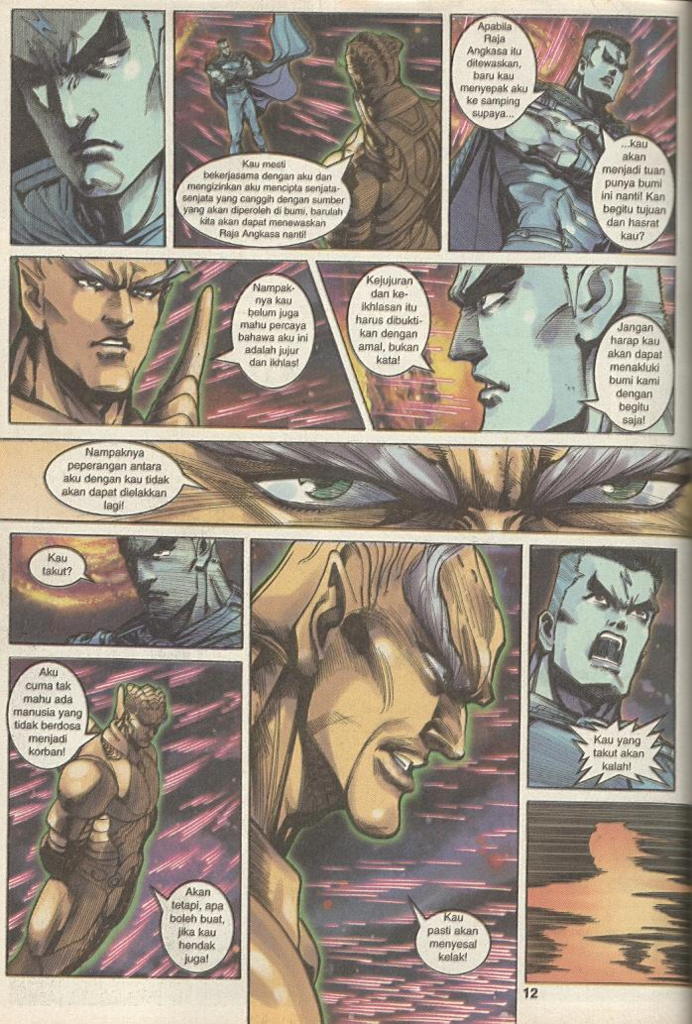 Kau mesti
bekerjasama dengan aku dan
mengizinkan aku mencipta senjata-
senjata yang canggih dengan sumber
yang akan diperoleh di bumi, barulah
kita akan dapat menewaskan
Raja Angkasa nanti!
Apabila
Raja
Angkasa itu
ditewaskan,
baru kau
menyepak aku
ke samping
supaya...
...kau
akan
menjadi tuan
punya bumi
ini nanti! Kan
begitu tujuan
dan hasrat
kau?
Nampak-
nya kau
belum juga
mahu percaya
bahawa aku ini
adalah jujur
dan ikhlas!
Kejujuran
dan ke-
ikhlasan itu
harus dibukti-
kan dengan
amal, bukan
kata!
Jangan
harap kau
akan dapat
menakluki
bumi kami
dengan
begitu
saja!
Nampaknya
peperangan antara
aku dengan kau tidak
akan dapat dielakkan
lagi!
Kau
takut?
Aku
cuma tak
mahu ada
manusia yang
tidak berdosa
menjadi
korban!
Akan
tetapi, apa
boleh buat,
jika kau
hendak
juga!
Kau
pasti akan
menyesal
kelak!
Kau yang
takut akan
kalah!
12